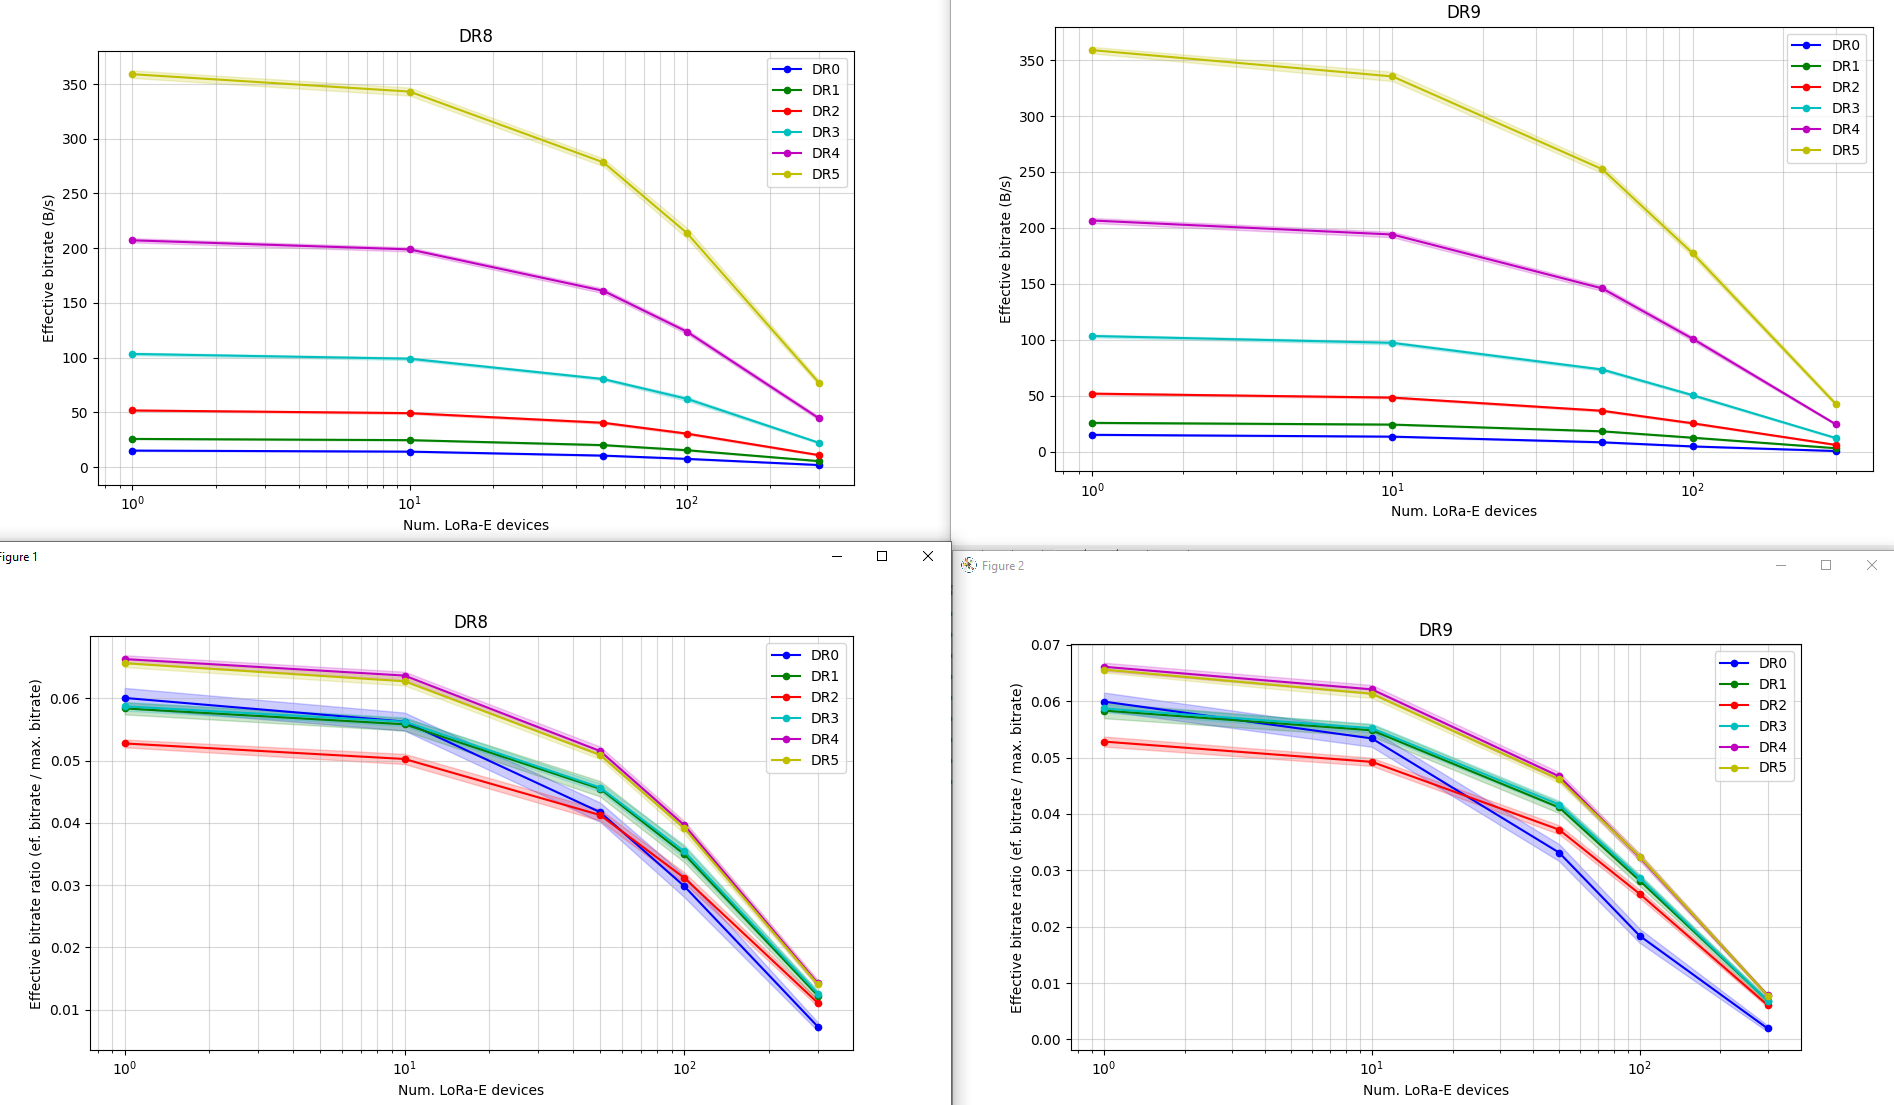 DR8
350
300
250
200
150
100
50
0
Effective bitrate (B/s)
10⁰
10¹
10²
Num. LoRa-E devices
DR0
DR1
DR2
DR3
DR4
DR5
DR9
350
300
250
200
150
100
50
0
Effective bitrate (B/s)
10⁰
10¹
10²
Num. LoRa-E devices
DR0
DR1
DR2
DR3
DR4
DR5
Figure 1
DR8
0.06
0.05
0.04
0.03
0.02
0.01
Effective bitrate ratio (ef. bitrate / max. bitrate)
10⁰
10¹
10²
Num. LoRa-E devices
DR0
DR1
DR2
DR3
DR4
DR5
Figure 2
DR9
0.07
0.06
0.05
0.04
0.03
0.02
0.01
0.00
Effective bitrate ratio (ef. bitrate / max. bitrate)
10⁰
10¹
10²
Num. LoRa-E devices
DR0
DR1
DR2
DR3
DR4
DR5